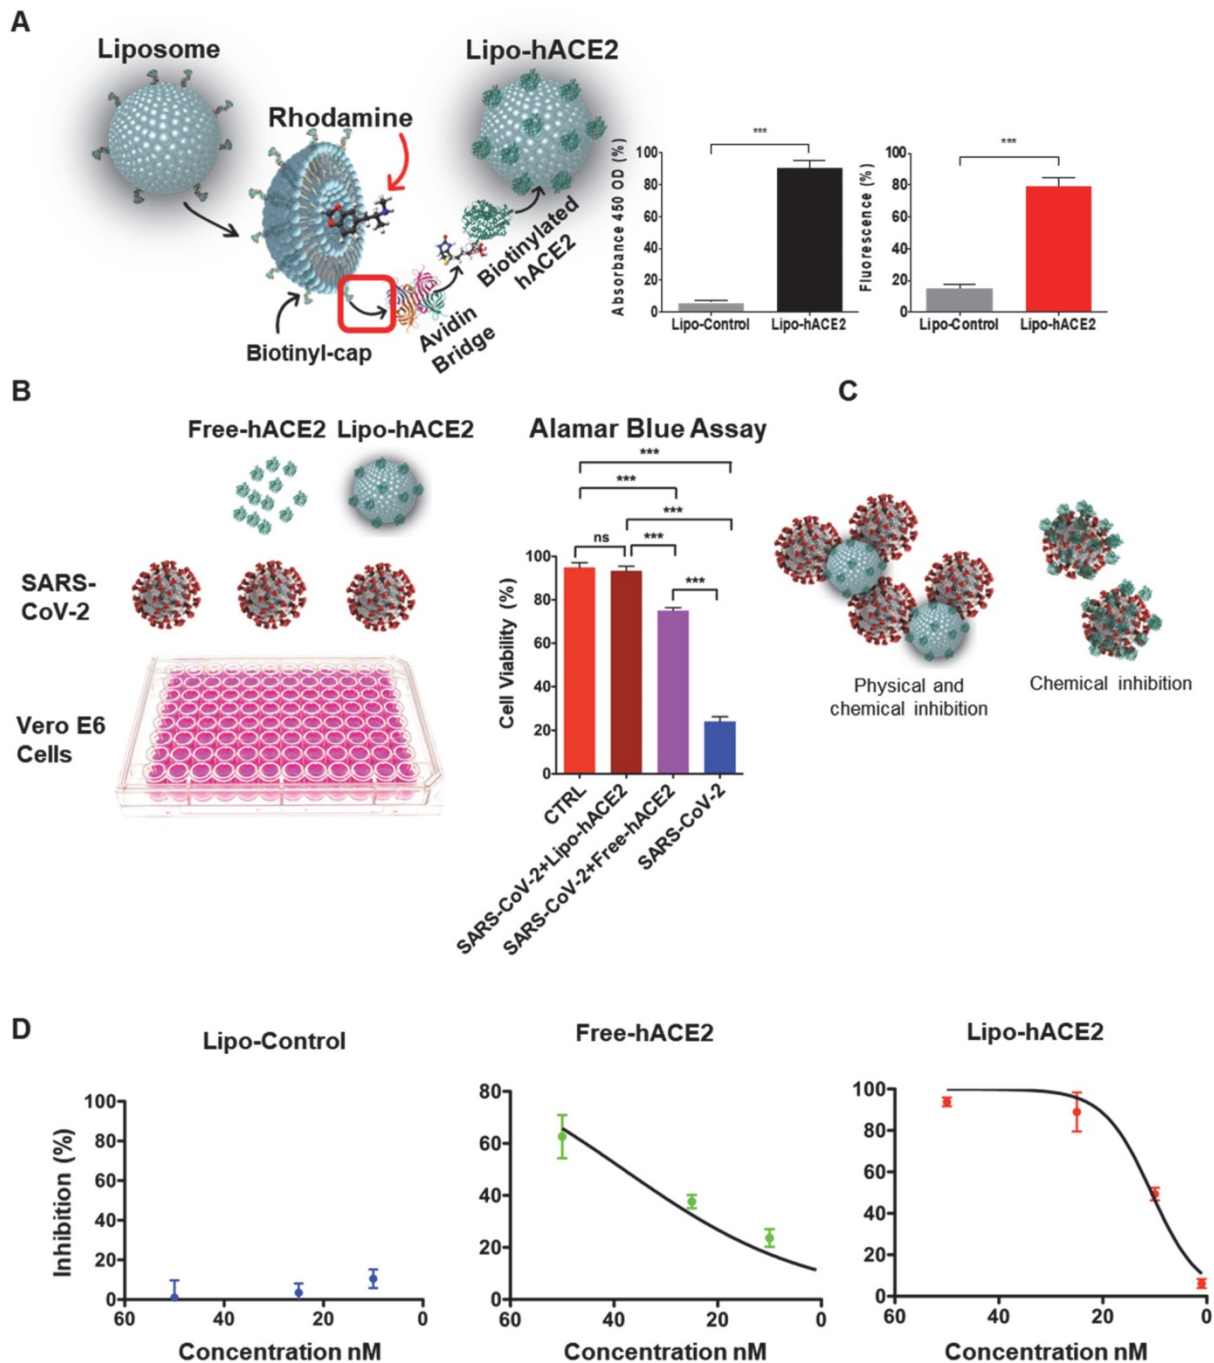 A
Liposome
Lipo-hACE2
Rhodamine
Biotinyl-cap
Avidin
Bridge
Biotinylated
hACE2
***
Absorbance 450 OD (%)
100
80
60
40
20
0
Lipo-Control
Lipo-hACE2
***
Fluorescence (%)
100
80
60
40
20
0
Lipo-Control
Lipo-hACE2
B
Free-hACE2
Lipo-hACE2
SARS-
CoV-2
Vero E6
Cells
Alamar Blue Assay
***
***
***
ns
***
***
Cell Viability (%)
100
80
60
40
20
0
CTRL
SARS-CoV-2+Lipo-hACE2
SARS-CoV-2+Free-hACE2
SARS-CoV-2
C
Physical and
chemical inhibition
Chemical inhibition
D
Lipo-Control
Inhibition (%)
100
80
60
40
20
0
60
40
20
0
Concentration nM
Free-hACE2
80
60
40
20
0
60
40
20
0
Concentration nM
Lipo-hACE2
100
80
60
40
20
0
60
40
20
0
Concentration nM